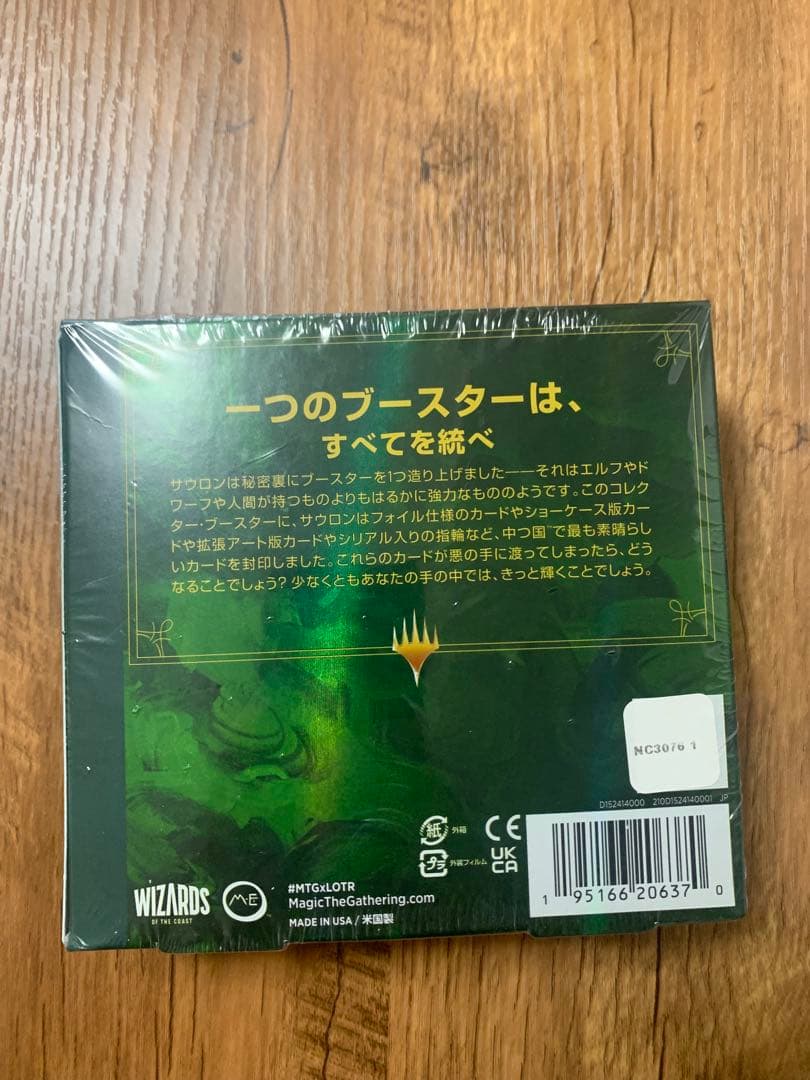 一つのブースターは、
すべてを統べ
サウロンは秘密裏にブースターを1つ造り上げました――それはエルフやド
ワーフや人間が持つものよりもはるかに強力なもののようです。このコレク
ター・ブースターに、サウロンはフォイル仕様のカードやショーケース版カー
ドや拡張アート版カードやシリアル入りの指輪など、中つ国™で最も素晴らし
いカードを封印しました。これらのカードが悪の手に渡ってしまったら、どう
なることでしょう? 少なくともあなたの手の中では、きっと輝くことでしょう。
NC3076 1
D152414000 210D1524140001 JP
紙 外箱 CE
プラ 外装フィルム UK
CA
1 95166 20637 0
WIZARDS
OF THE COAST
M-E
#MTGxLOTR
MagicTheGathering.com
MADE IN USA / 米国製